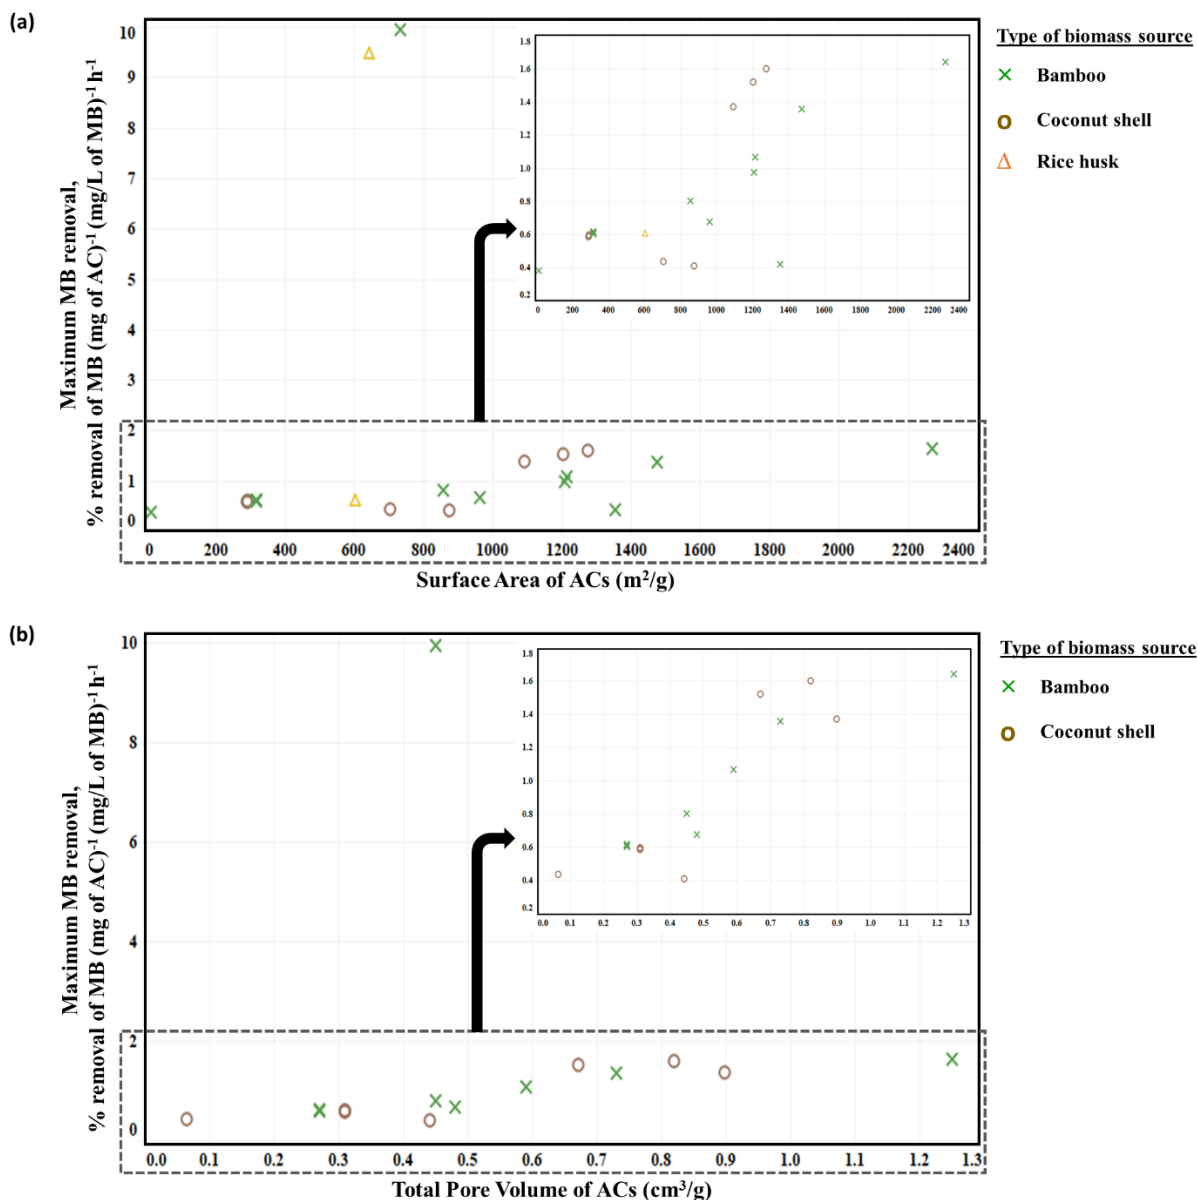 (a)
Maximum MB removal,
% removal of MB (mg of AC)⁻¹ (mg/L of MB)⁻¹ h⁻¹
10
9
8
7
6
5
4
3
2
1
0
0 200 400 600 800 1000 1200 1400 1600 1800 2000 2200 2400
Surface Area of ACs (m²/g)
1.8
1.6
1.4
1.2
1.0
0.8
0.6
0.4
0.2
0 200 400 600 800 1000 1200 1400 1600 1400 2000 2200 2400
Type of biomass source
Bamboo
Coconut shell
Rice husk
(b)
Maximum MB removal,
% removal of MB (mg of AC)⁻¹ (mg/L of MB)⁻¹h⁻¹
10
8
6
4
2
0
0.0 0.1 0.2 0.3 0.4 0.5 0.6 0.7 0.8 0.9 1.0 1.1 1.2 1.3
Total Pore Volume of ACs (cm³/g)
1.8
1.6
1.4
1.2
1.0
0.8
0.6
0.4
0.2
0.0 0.1 0.2 0.3 0.4 0.5 0.6 0.7 0.8 0.9 1.0 1.1 1.2 1.3
Type of biomass source
Bamboo
Coconut shell